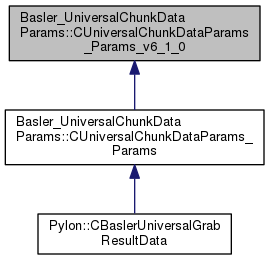 Basler_UniversalChunkData
Params::CUniversalChunkDataParams
_Params_v6_1_0
Basler_UniversalChunkData
Params::CUniversalChunkDataParams_
Params
Pylon::CBaslerUniversalGrab
ResultData